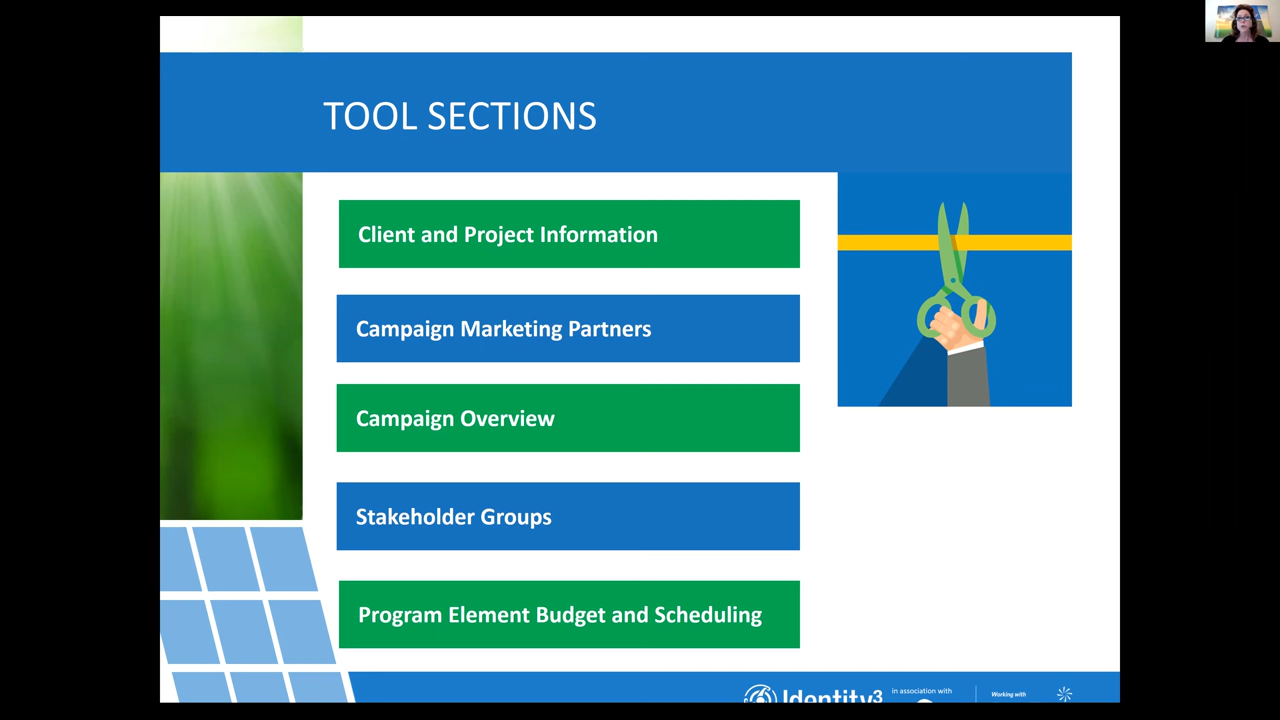 TOOL SECTIONS
Client and Project Information
Campaign Marketing Partners
Campaign Overview
Stakeholder Groups
Program Element Budget and Scheduling
Identity3
in association with
Working with